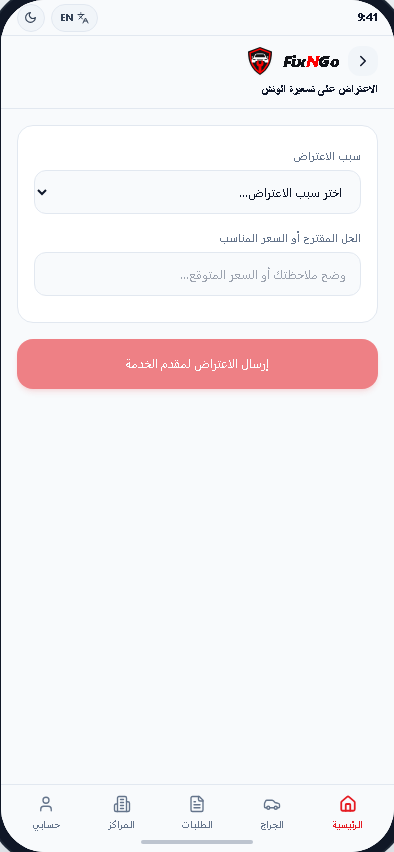 9:41
EN
FixNGo
الاعتراض على تسعيرة الونش
سبب الاعتراض
اختر سبب الاعتراض...
الحل المقترح أو السعر المناسب
وضح ملاحظتك أو السعر المتوقع...
إرسال الاعتراض لمقدم الخدمة
الرئيسية
الجراج
الطلبات
المراكز
حسابي